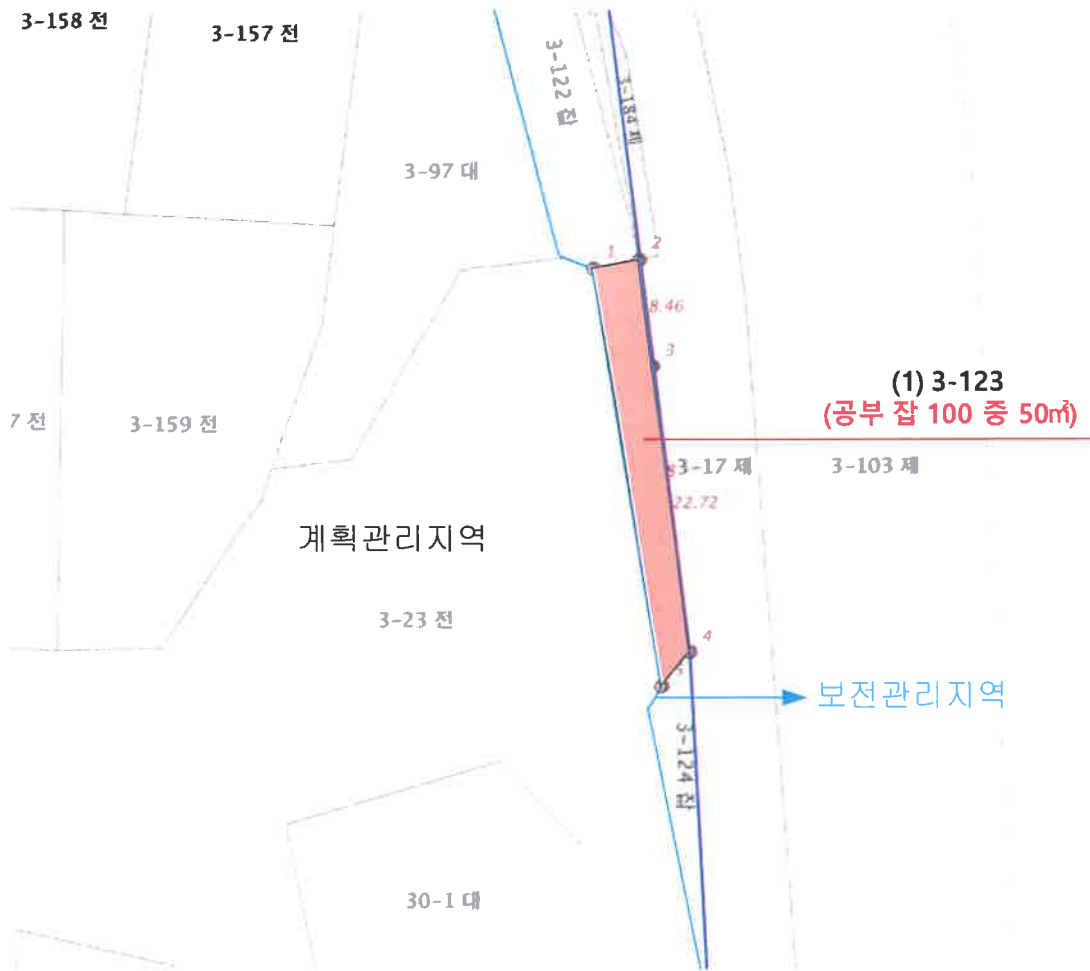 3-158 전
3-157 전
3-122 잡
3-184 제
3-97 대
1
2
8.46
3
(1) 3-123
(공부 잡 100 중 50㎡)
7 전
3-159 전
3-17 제
3-103 제
22.72
계획관리지역
3-23 전
4
보전관리지역
3-124 잡
30-1 대